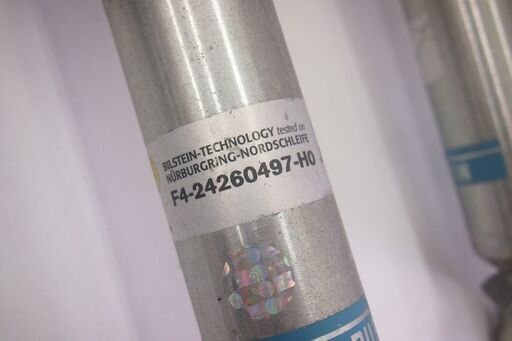 BILSTEIN-TECHNOLOGY tested on
NÜRBURGRING-NORDSCHLEIFE
F4-24260497-H0